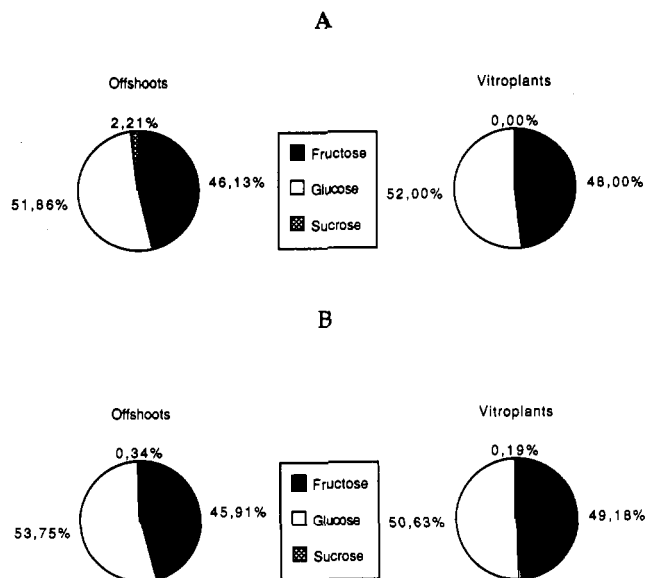 A
Offshoots
2,21%
46,13%
51,86%
Fructose
Glucose
Sucrose
Vitroplants
0,00%
48,00%
52,00%
B
Offshoots
0,34%
45,91%
53,75%
Fructose
Glucose
Sucrose
Vitroplants
0,19%
49,18%
50,63%